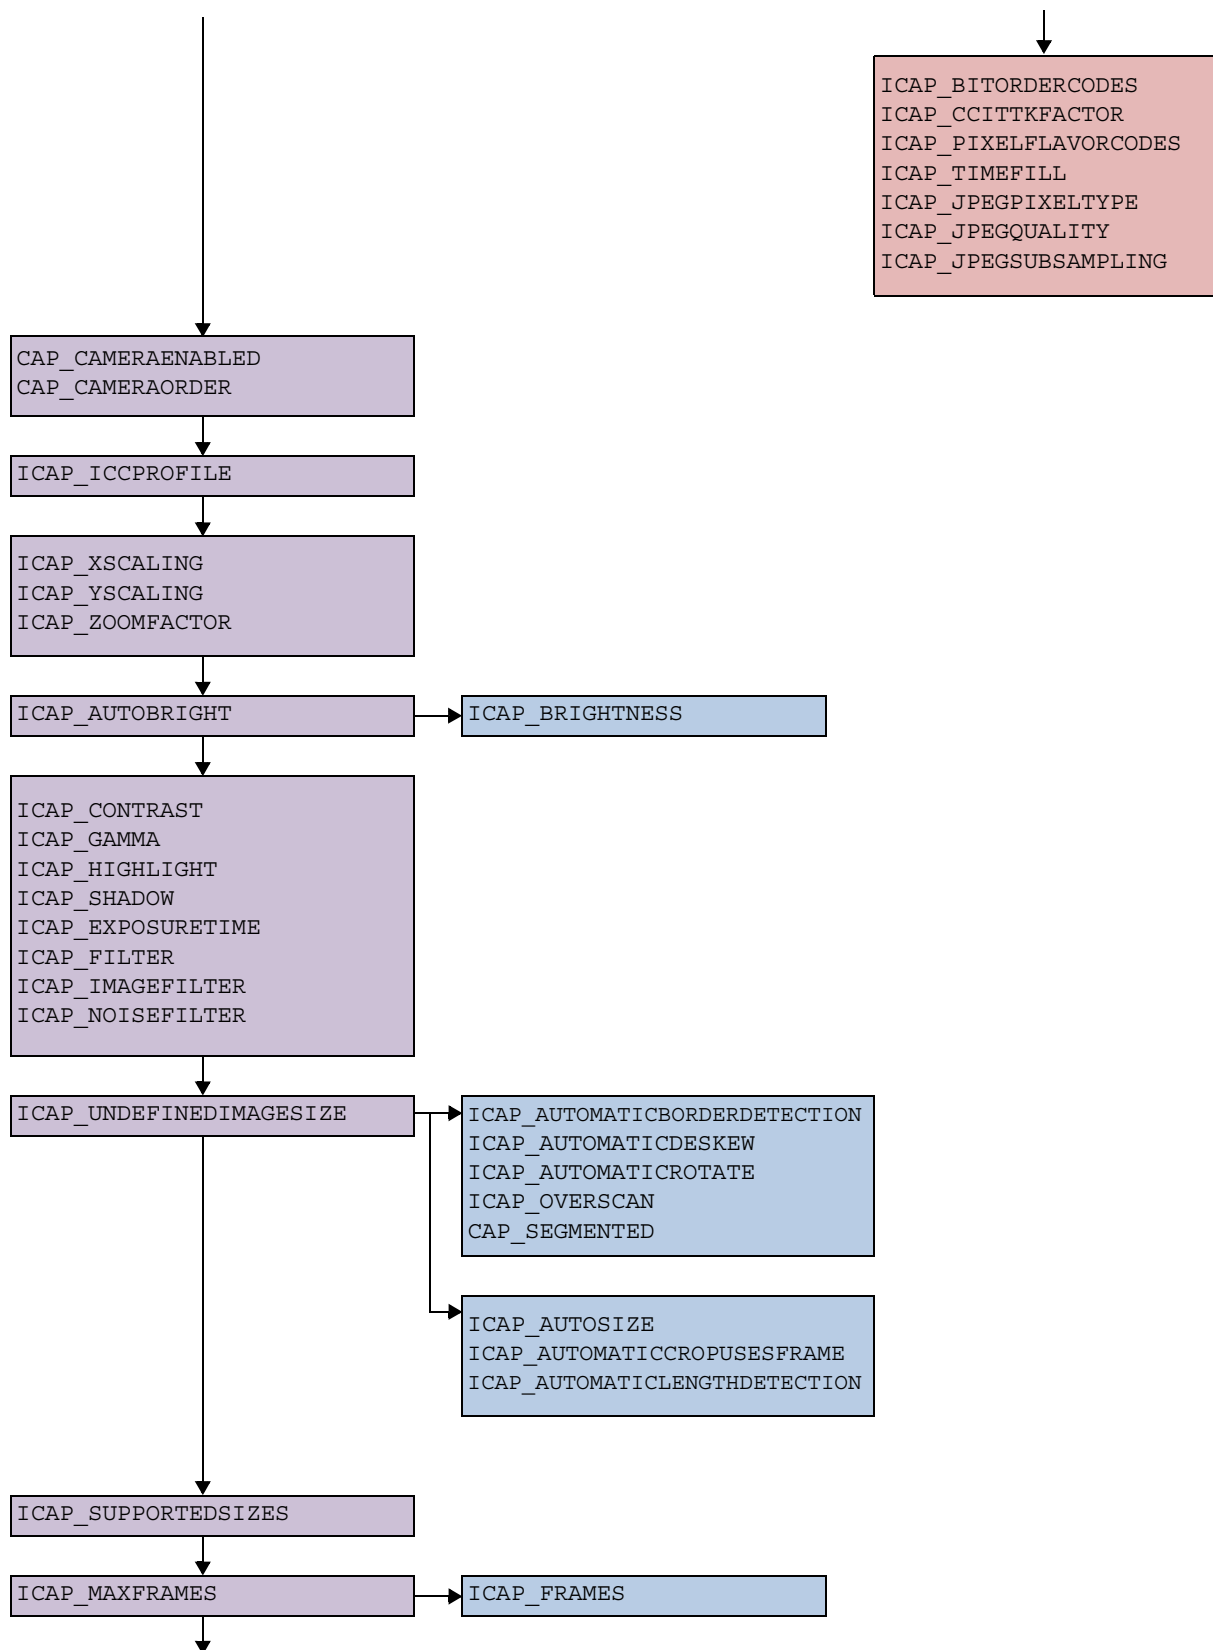 ICAP_BITORDERCODES
ICAP_CCITTKFACTOR
ICAP_PIXELFLAVORCODES
ICAP_TIMEFILL
ICAP_JPEGPIXELTYPE
ICAP_JPEGQUALITY
ICAP_JPEGSUBSAMPLING
CAP_CAMERAENABLED
CAP_CAMERAORDER
ICAP_ICCPROFILE
ICAP_XSCALING
ICAP_YSCALING
ICAP_ZOOMFACTOR
ICAP_AUTOBRIGHT
ICAP_BRIGHTNESS
ICAP_CONTRAST
ICAP_GAMMA
ICAP_HIGHLIGHT
ICAP_SHADOW
ICAP_EXPOSURETIME
ICAP_FILTER
ICAP_IMAGEFILTER
ICAP_NOISEFILTER
ICAP_UNDEFINEDIMAGESIZE
ICAP_AUTOMATICBORDERDETECTION
ICAP_AUTOMATICDESKEW
ICAP_AUTOMATICROTATE
ICAP_OVERSCAN
CAP_SEGMENTED
ICAP_AUTOSIZE
ICAP_AUTOMATICCROPUSESFRAME
ICAP_AUTOMATICLENGTHDETECTION
ICAP_SUPPORTEDSIZES
ICAP_MAXFRAMES
ICAP_FRAMES